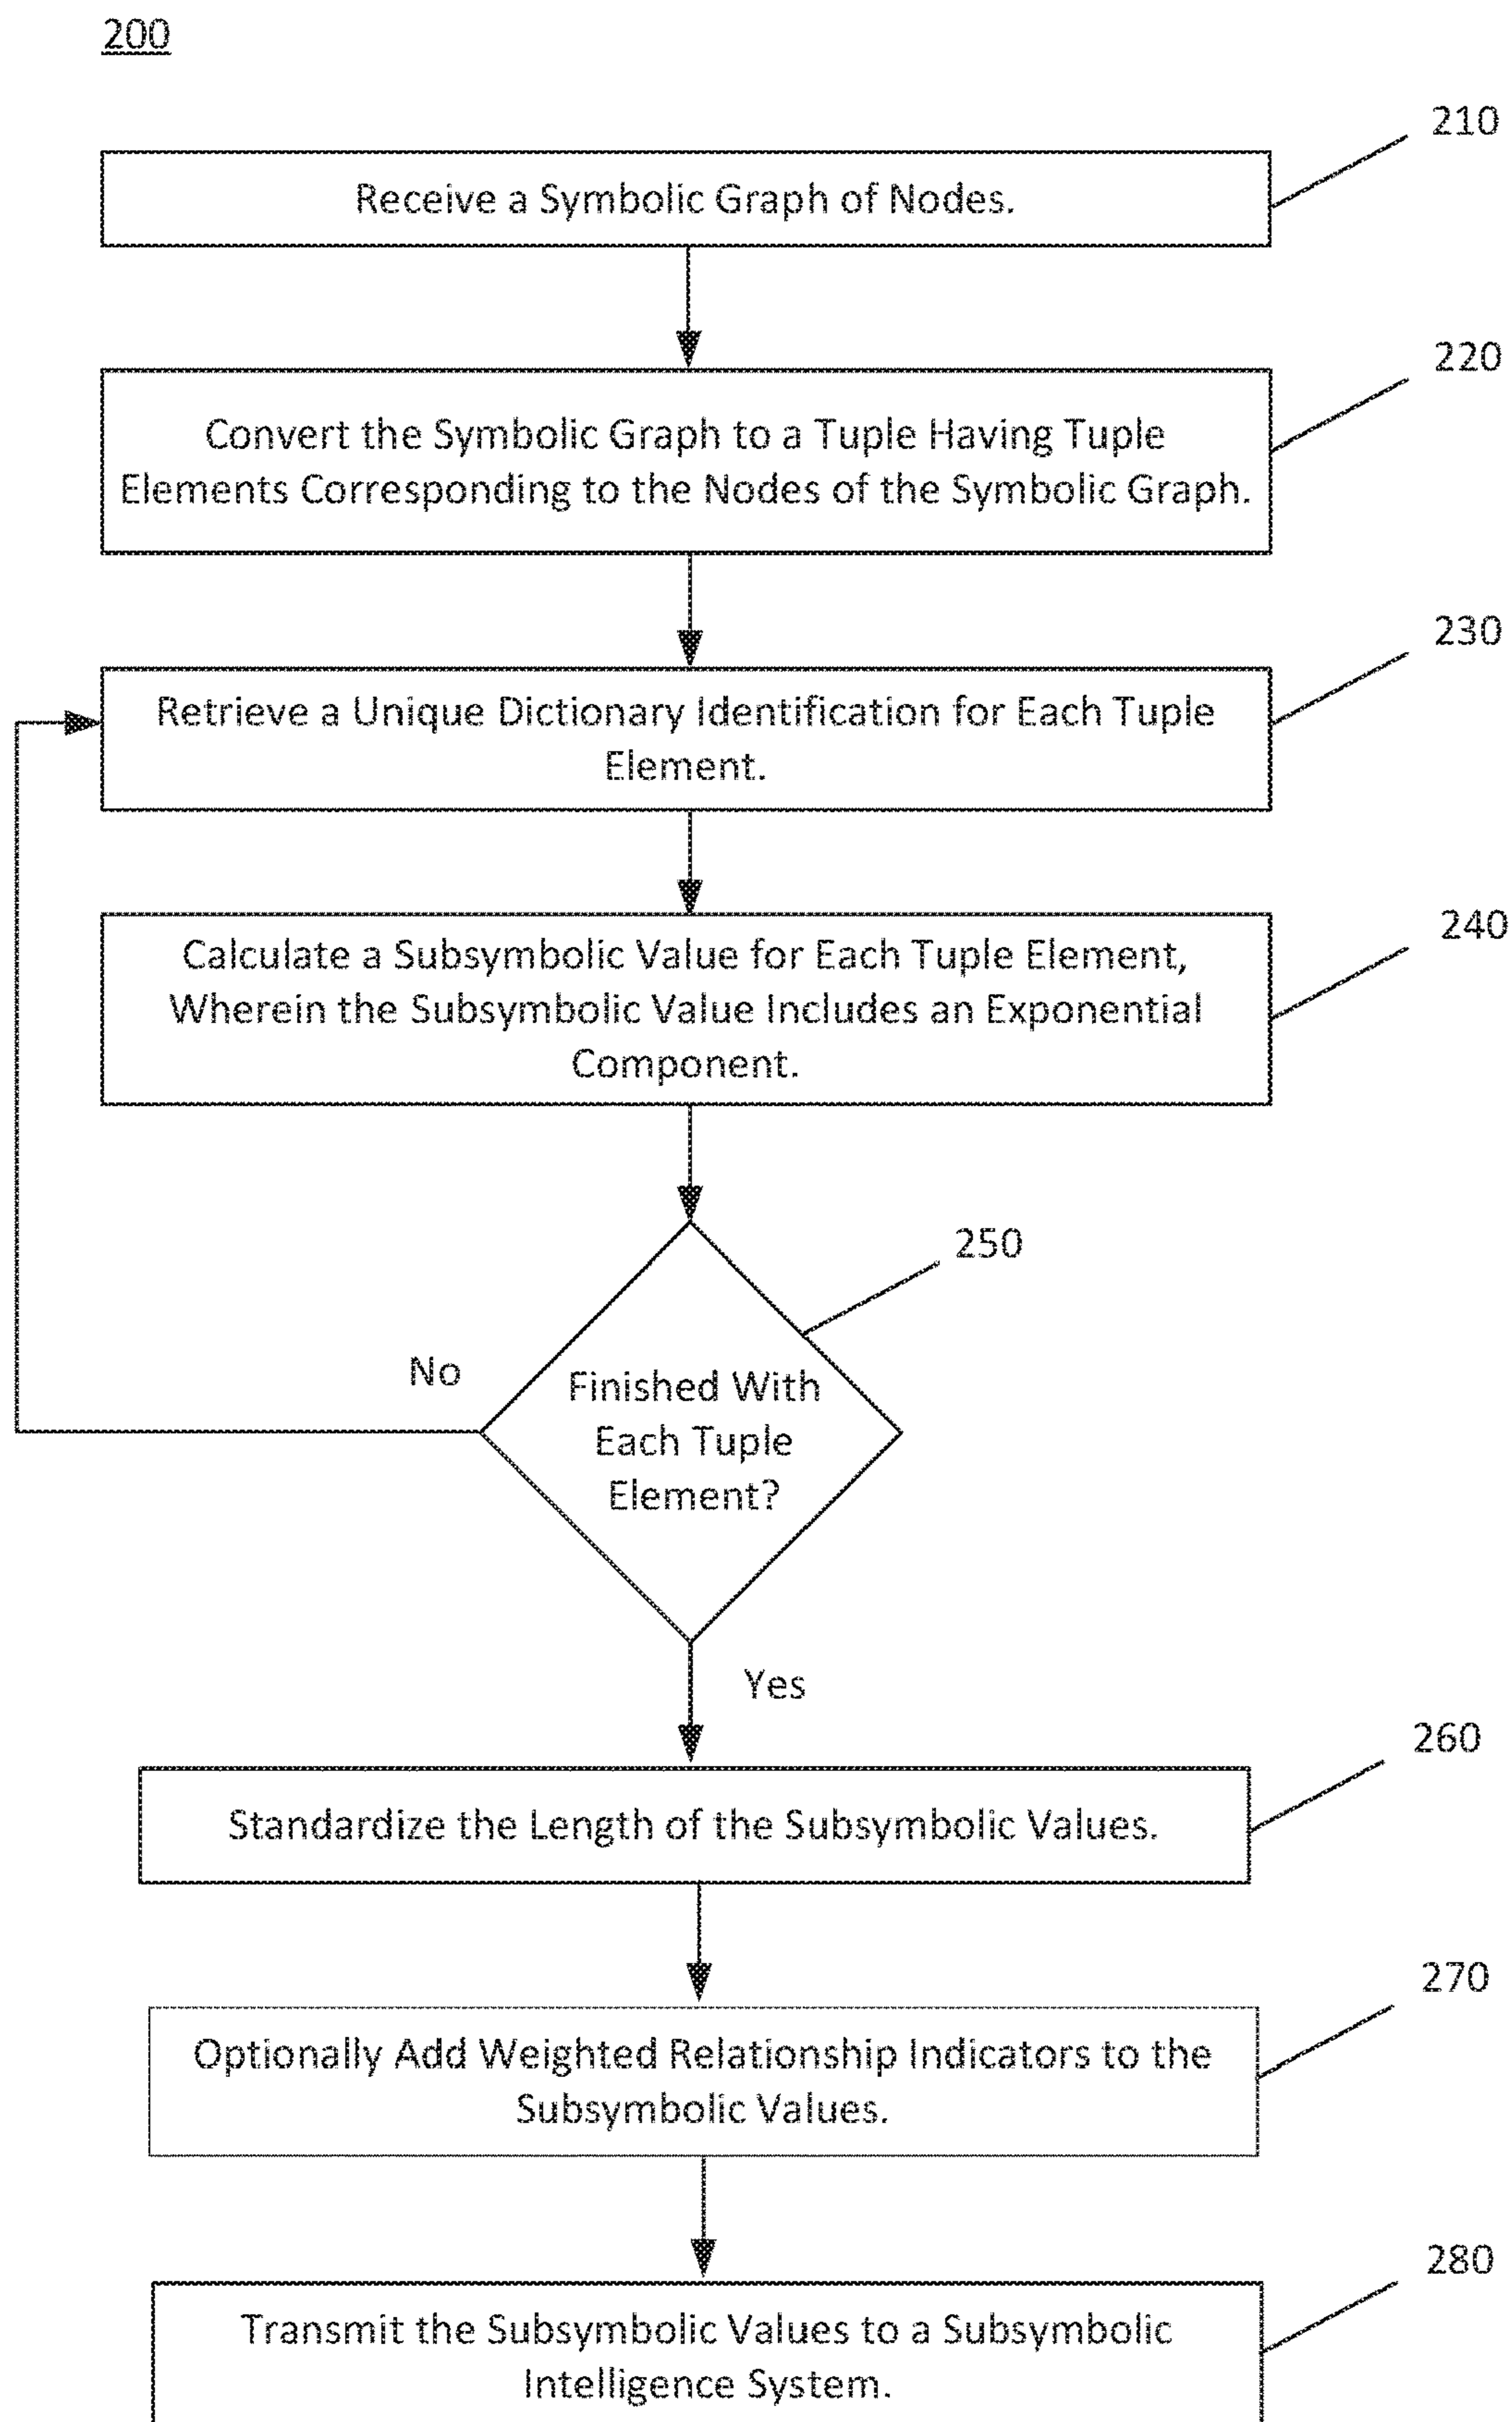 200
210
Receive a Symbolic Graph of Nodes.
220
Convert the Symbolic Graph to a Tuple Having Tuple
Elements Corresponding to the Nodes of the Symbolic Graph.
230
Retrieve a Unique Dictionary Identification for Each Tuple
Element.
240
Calculate a Subsymbolic Value for Each Tuple Element,
Wherein the Subsymbolic Value Includes an Exponential
Component.
250
No
Finished With
Each Tuple
Element?
Yes
260
Standardize the Length of the Subsymbolic Values.
270
Optionally Add Weighted Relationship Indicators to the
Subsymbolic Values.
280
Transmit the Subsymbolic Values to a Subsymbolic
Intelligence System.